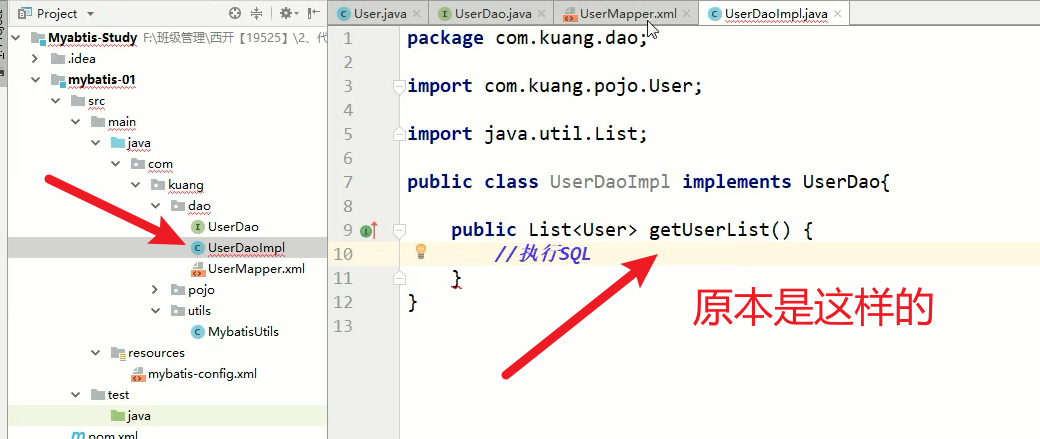 Project
User.java
UserDao.java
UserMapper.xml
UserDaoImpl.java
Myabtis-Study F:\班级管理\西开【19525】\2、代
.idea
mybatis-01
src
main
java
com
kuang
dao
UserDao
UserDaoImpl
UserMapper.xml
pojo
utils
MybatisUtils
resources
mybatis-config.xml
test
java
pom.xml
1 package com.kuang.dao;
2
3 import com.kuang.pojo.User;
4
5 import java.util.List;
6
7 public class UserDaoImpl implements UserDao{
8
9 public List<User> getUserList() {
10 //执行SQL
11 }
12 }
13
原本是这样的